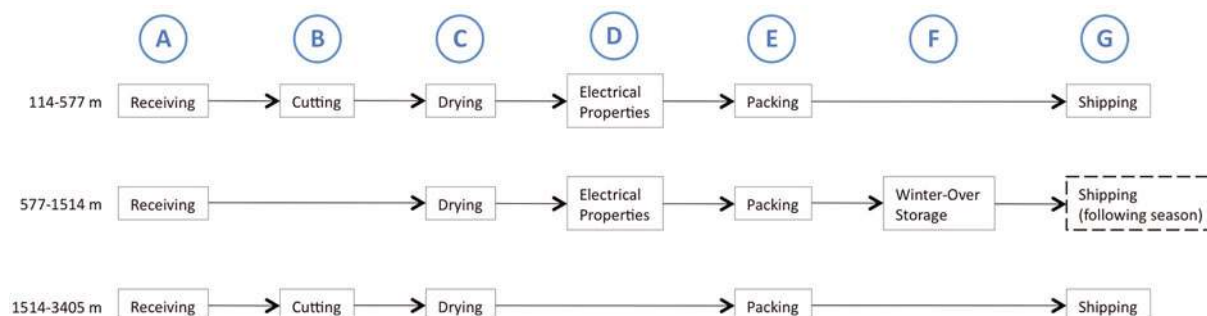 A B C D E F G
114-577 m Receiving Cutting Drying Electrical Properties Packing Shipping
577-1514 m Receiving Drying Electrical Properties Packing Winter-Over Storage Shipping (following season)
1514-3405 m Receiving Cutting Drying Packing Shipping